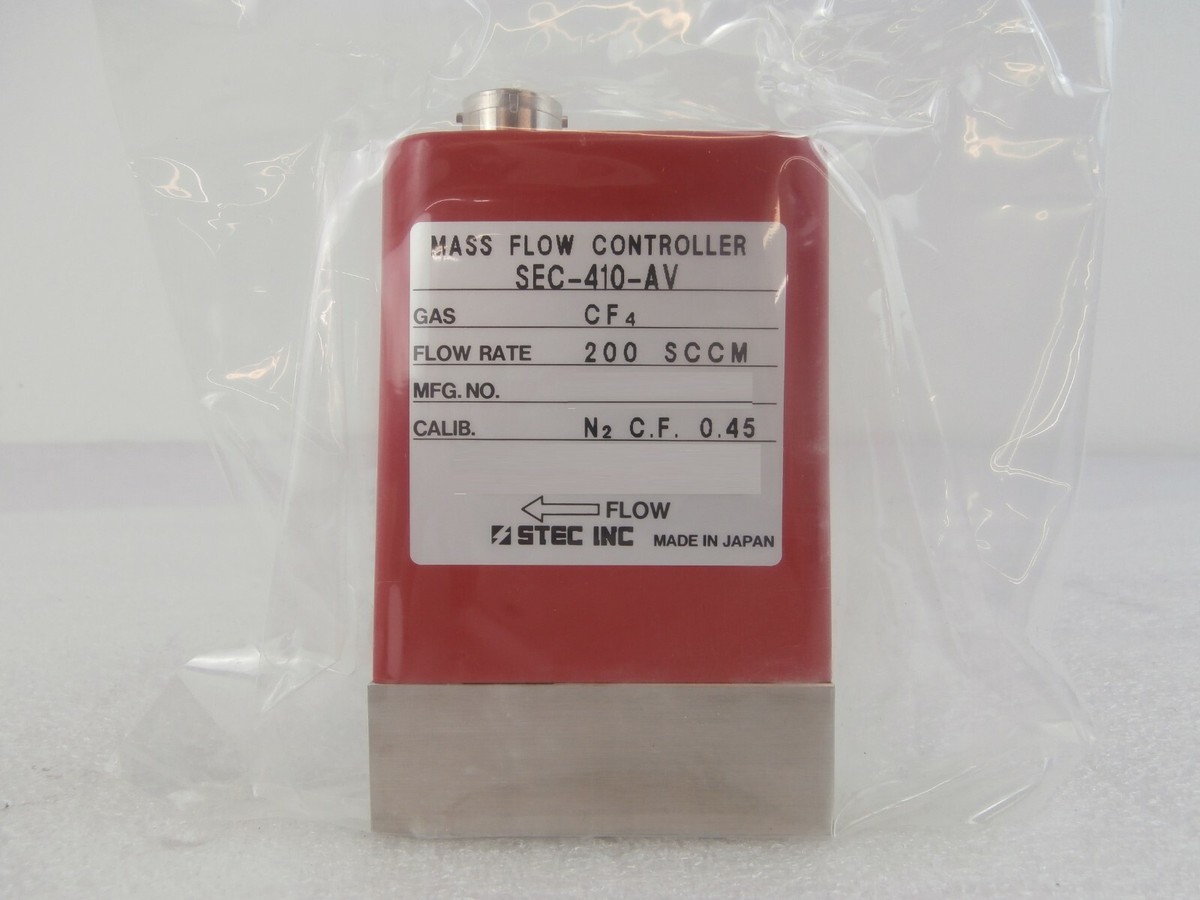 MASS FLOW CONTROLLER
SEC-410-AV
GAS CF₄
FLOW RATE 200 SCCM
MFG. NO.
CALIB. N₂ C.F. 0.45
FLOW
STEC INC MADE IN JAPAN